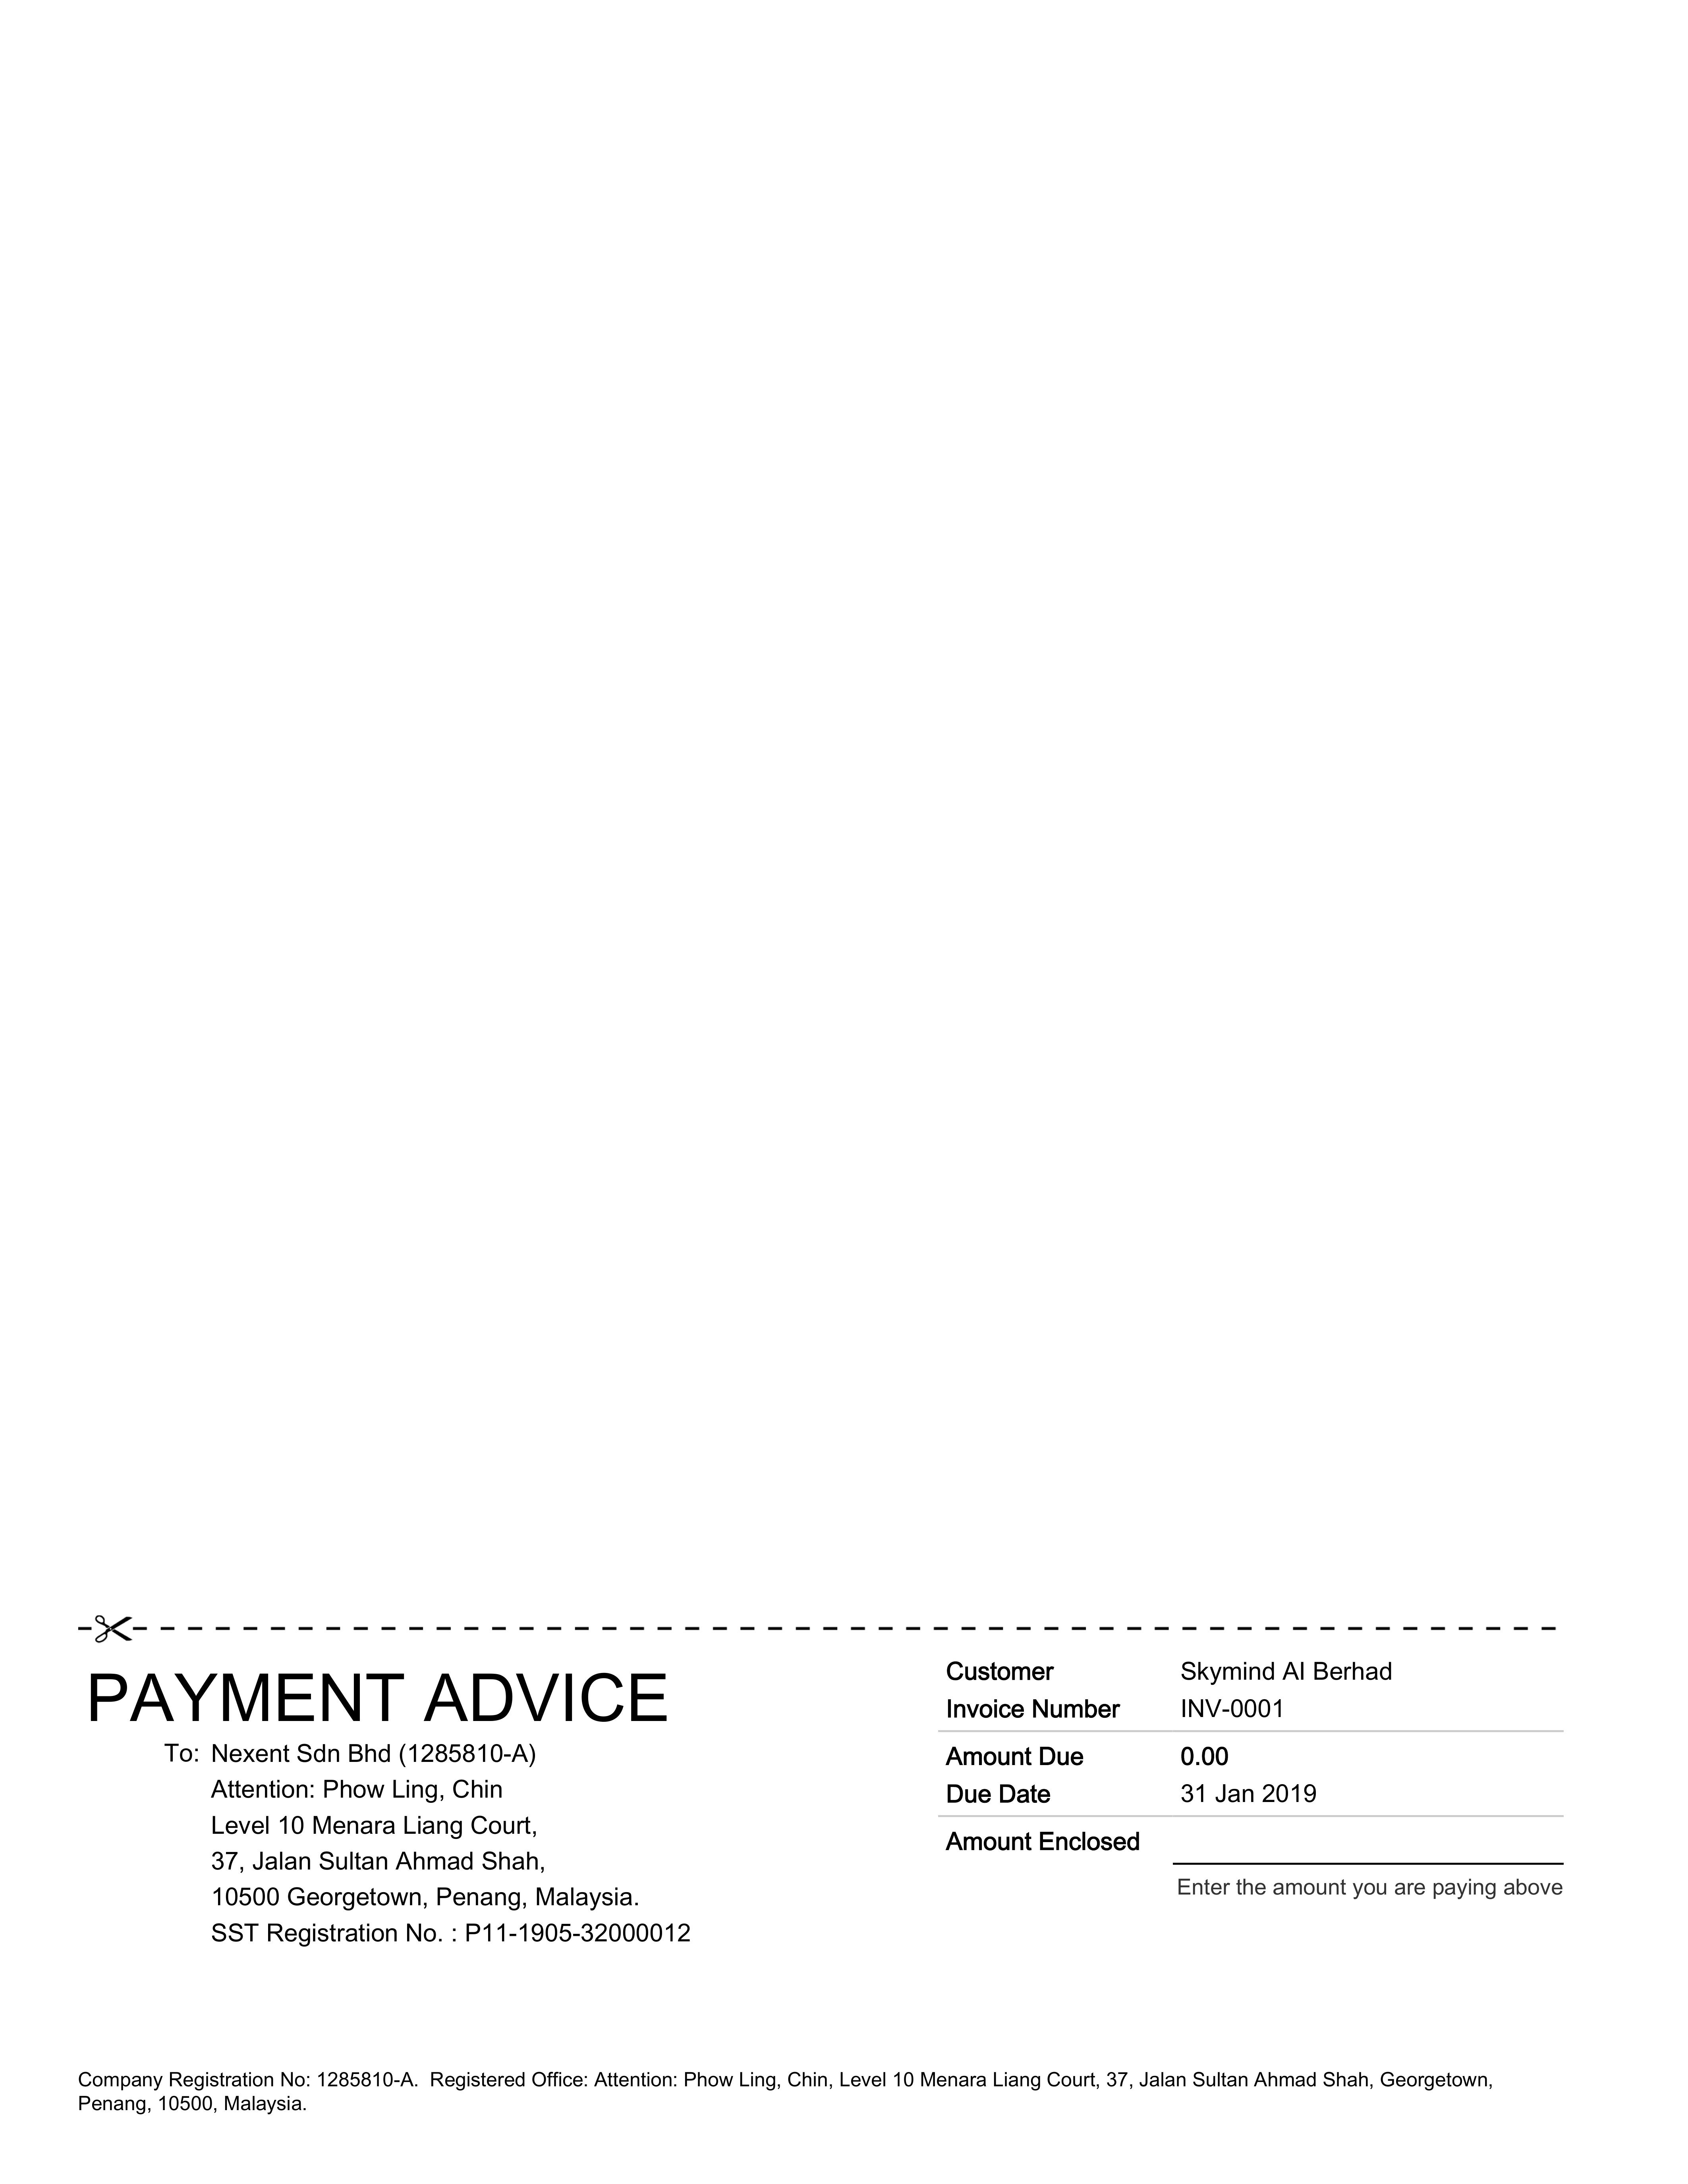 PAYMENT ADVICE
To: Nexent Sdn Bhd (1285810-A)
Attention: Phow Ling, Chin
Level 10 Menara Liang Court,
37, Jalan Sultan Ahmad Shah,
10500 Georgetown, Penang, Malaysia.
SST Registration No. : P11-1905-32000012
Customer Skymind AI Berhad
Invoice Number INV-0001
Amount Due 0.00
Due Date 31 Jan 2019
Amount Enclosed
Enter the amount you are paying above
Company Registration No: 1285810-A. Registered Office: Attention: Phow Ling, Chin, Level 10 Menara Liang Court, 37, Jalan Sultan Ahmad Shah, Georgetown,
Penang, 10500, Malaysia.